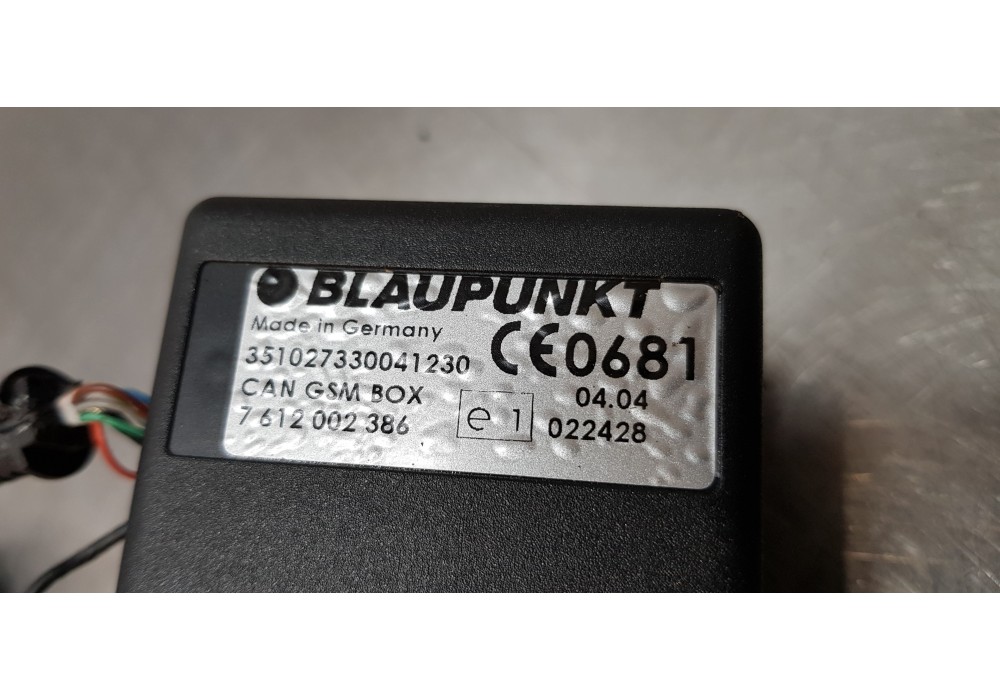 BLAUPUNKT
Made in Germany
351027330041230 CE0681
CAN GSM BOX 04.04
7 612 002 386 e 1 022428